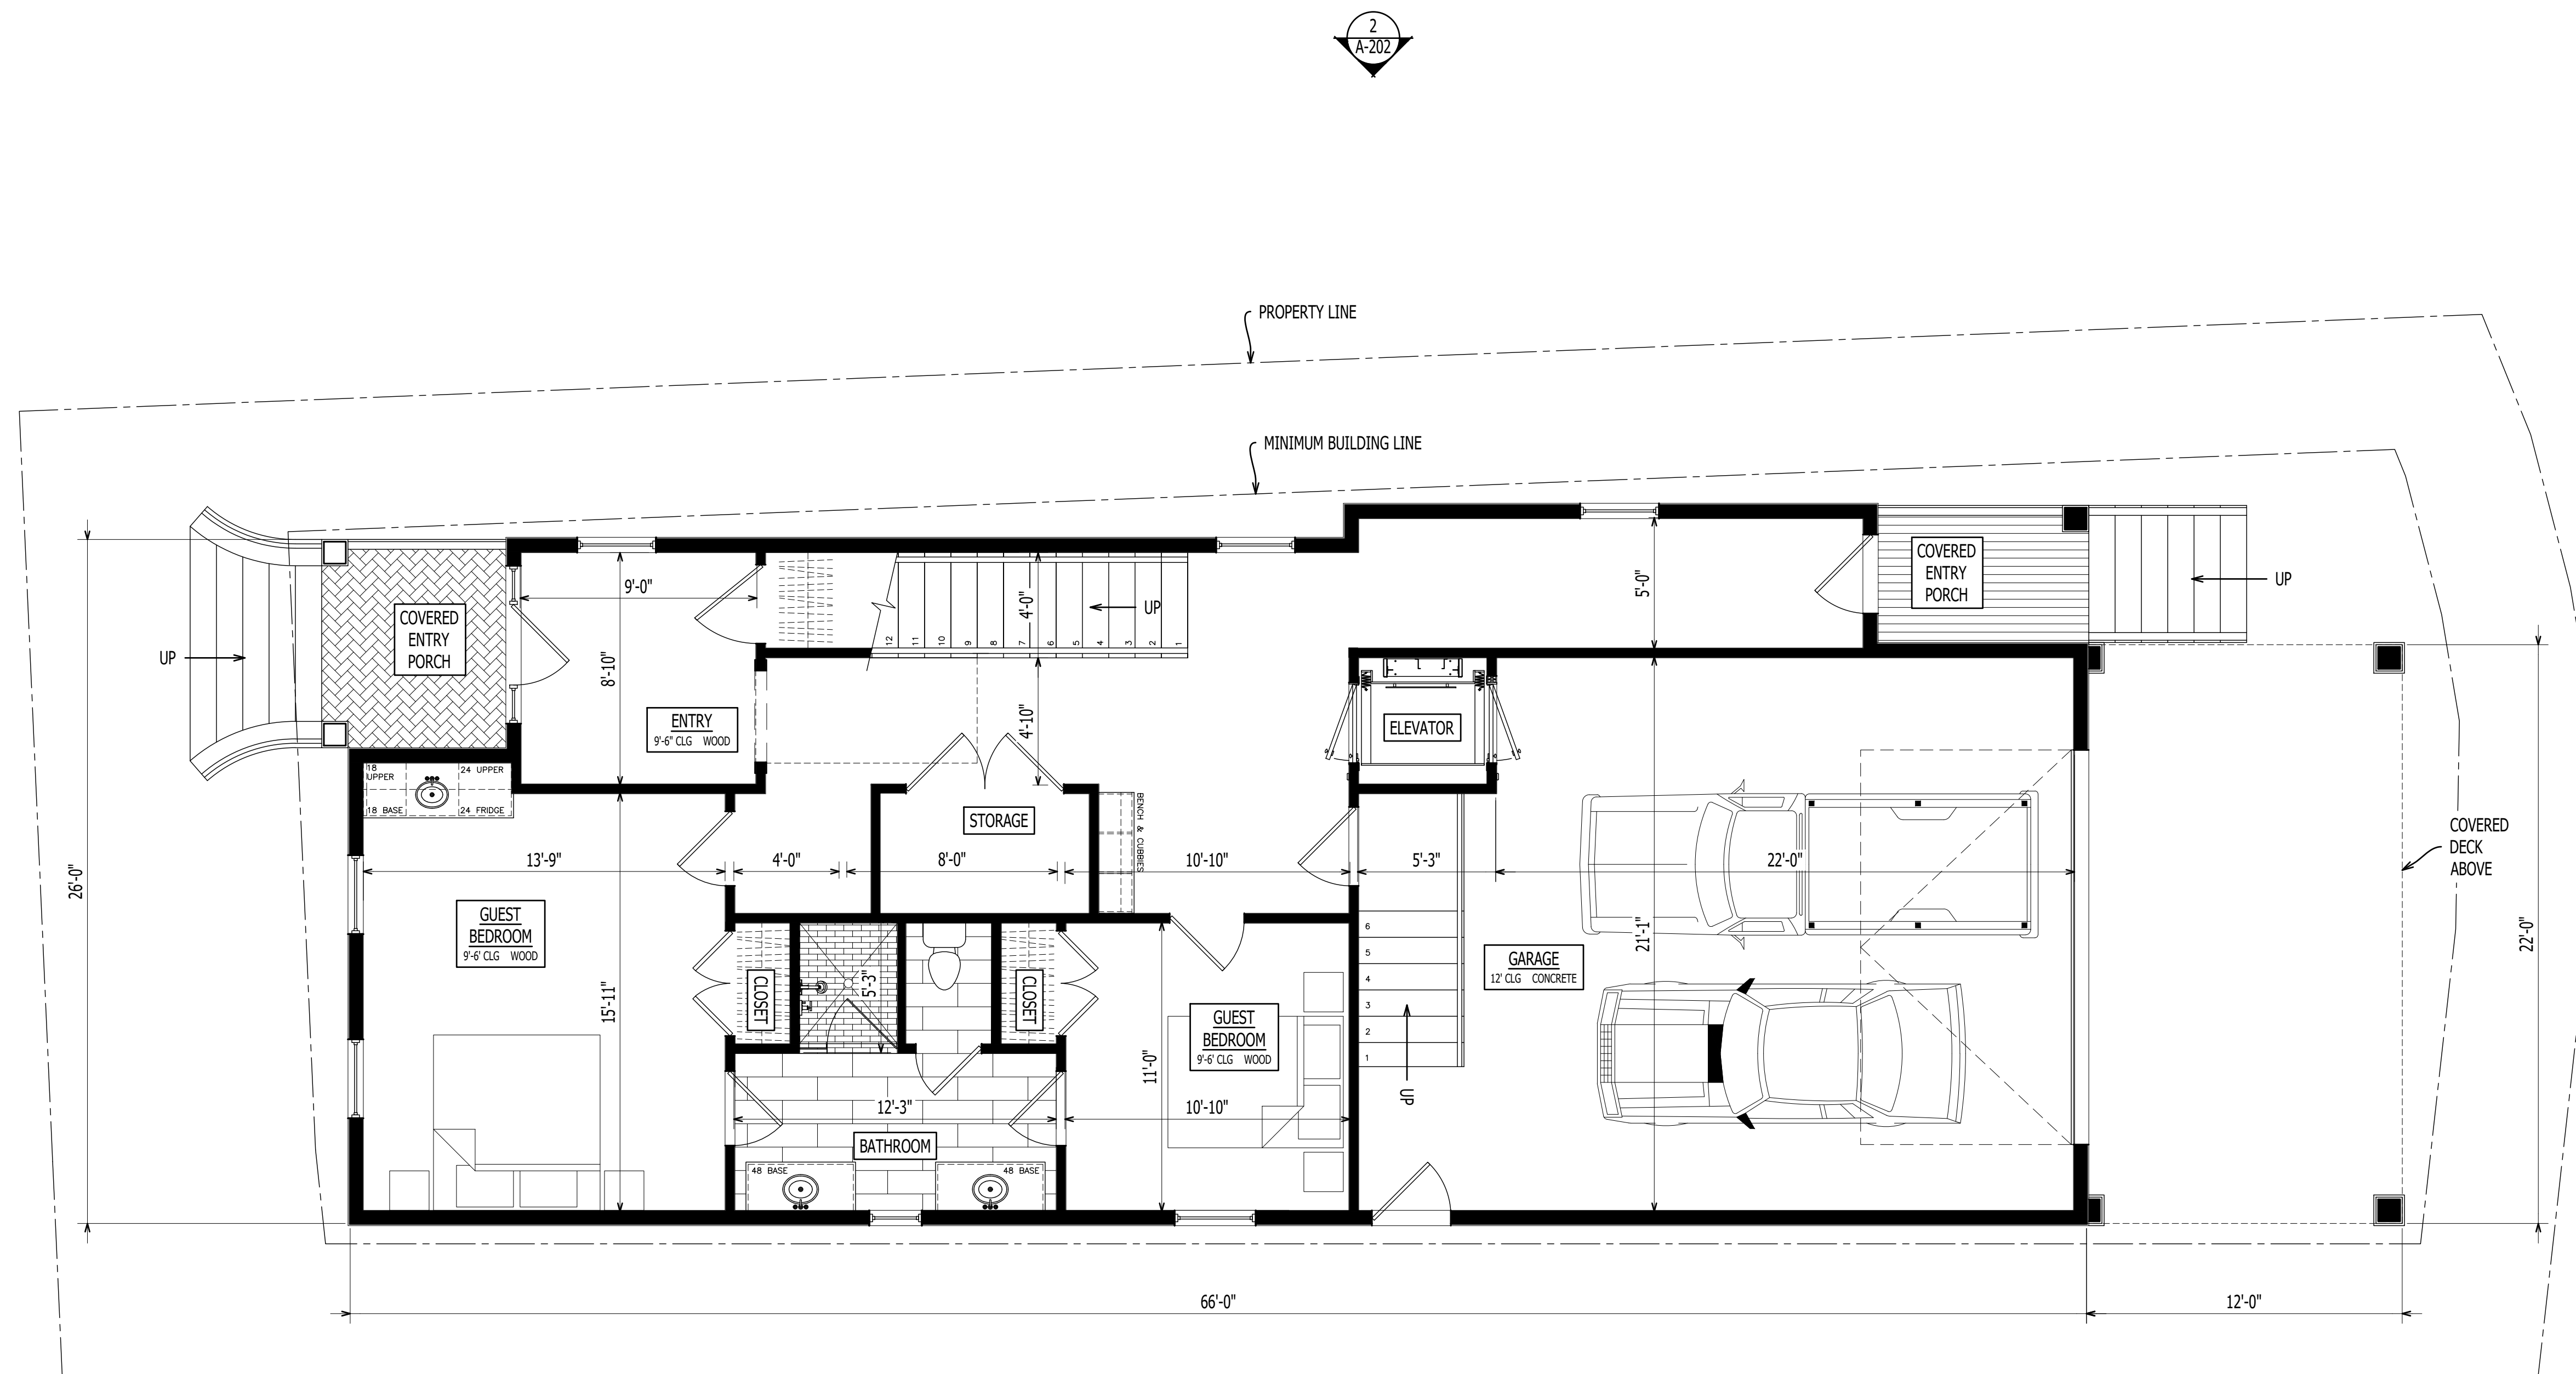 2
A-202
PROPERTY LINE
MINIMUM BUILDING LINE
UP
COVERED
ENTRY
PORCH
9'-0"
8'-10"
ENTRY
9'-6" CLG WOOD
12
11
10
9
8
7
6
5
4
3
2
1
4'-0"
UP
4'-10"
5'-0"
COVERED
ENTRY
PORCH
UP
ELEVATOR
18
UPPER
24 UPPER
18 BASE
24 FRIDGE
STORAGE
BENCH & CUBBIES
26'-0"
13'-9"
4'-0"
8'-0"
10'-10"
5'-3"
22'-0"
COVERED
DECK
ABOVE
GUEST
BEDROOM
9'-6' CLG WOOD
15'-11"
CLOSET
5'-3"
CLOSET
11'-0"
GUEST
BEDROOM
9'-6' CLG WOOD
6
5
4
3
2
1
UP
GARAGE
12' CLG CONCRETE
21'-1"
22'-0"
12'-3"
10'-10"
BATHROOM
48 BASE
48 BASE
66'-0"
12'-0"